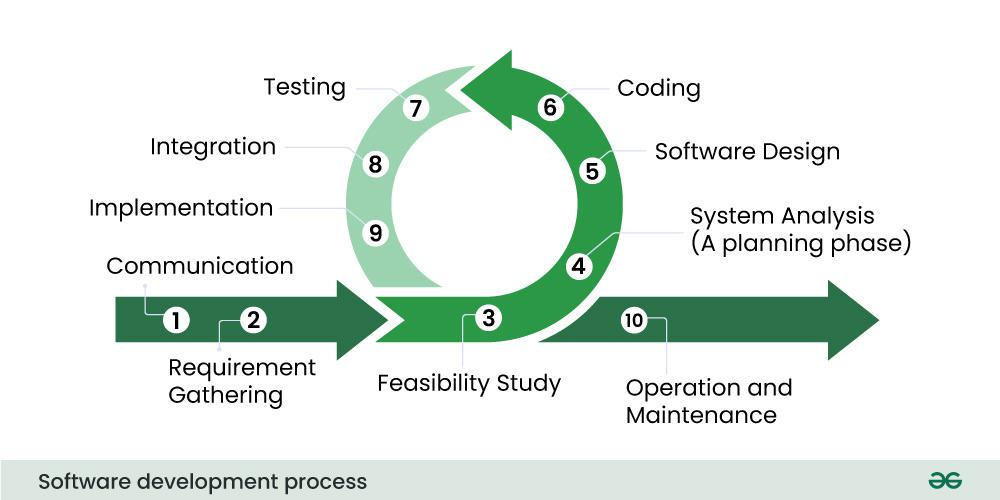 Testing
7
6
Coding
Integration
8
5
Software Design
Implementation
9
System Analysis
(A planning phase)
4
Communication
1
2
3
10
Requirement
Gathering
Feasibility Study
Operation and
Maintenance
Software development process